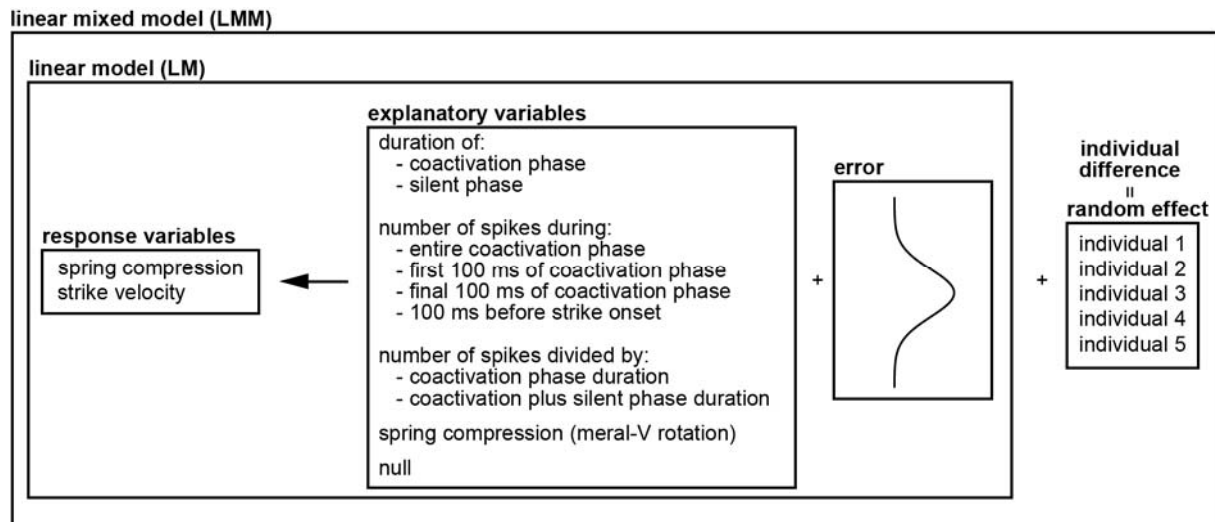 linear mixed model (LMM)
linear model (LM)
response variables
spring compression
strike velocity
explanatory variables
duration of:
- coactivation phase
- silent phase
number of spikes during:
- entire coactivation phase
- first 100 ms of coactivation phase
- final 100 ms of coactivation phase
- 100 ms before strike onset
number of spikes divided by:
- coactivation phase duration
- coactivation plus silent phase duration
spring compression (meral-V rotation)
null
+
error
+
individual
difference
=
random effect
individual 1
individual 2
individual 3
individual 4
individual 5